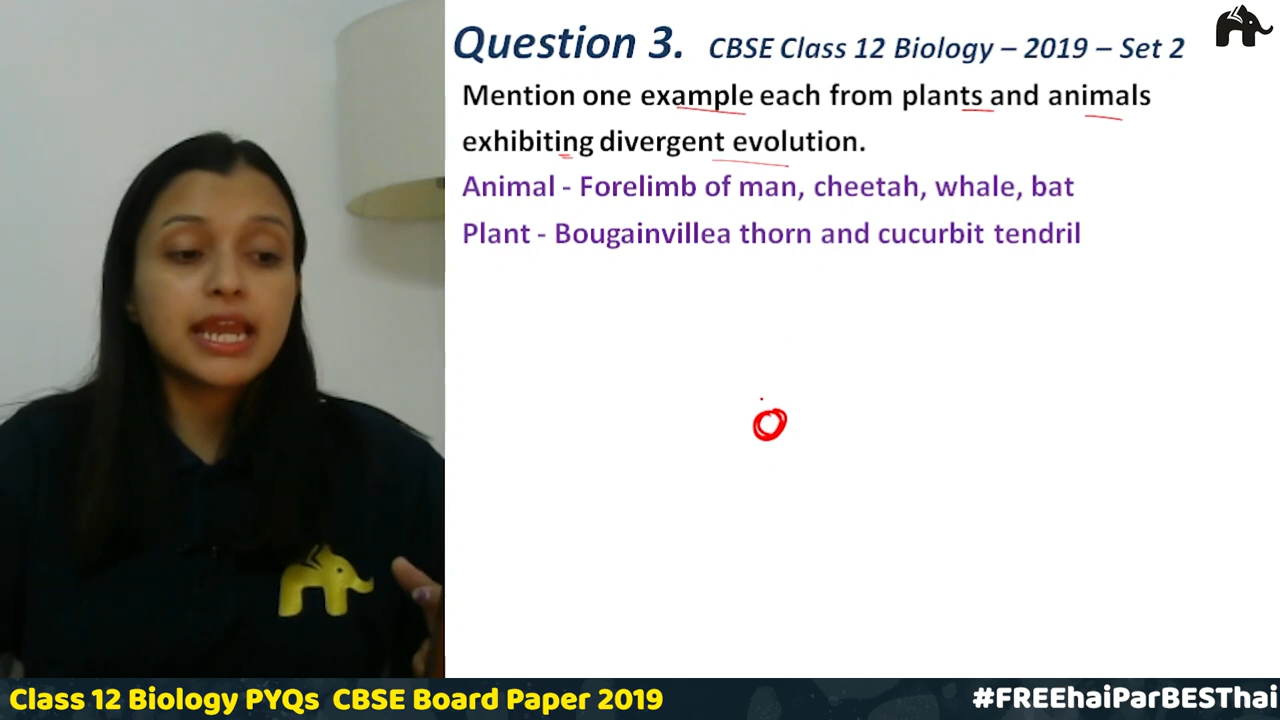 Question 3. CBSE Class 12 Biology – 2019 – Set 2
Mention one example each from plants and animals
exhibiting divergent evolution.
Animal - Forelimb of man, cheetah, whale, bat
Plant - Bougainvillea thorn and cucurbit tendril
Class 12 Biology PYQs CBSE Board Paper 2019
#FREEhaiParBESThai